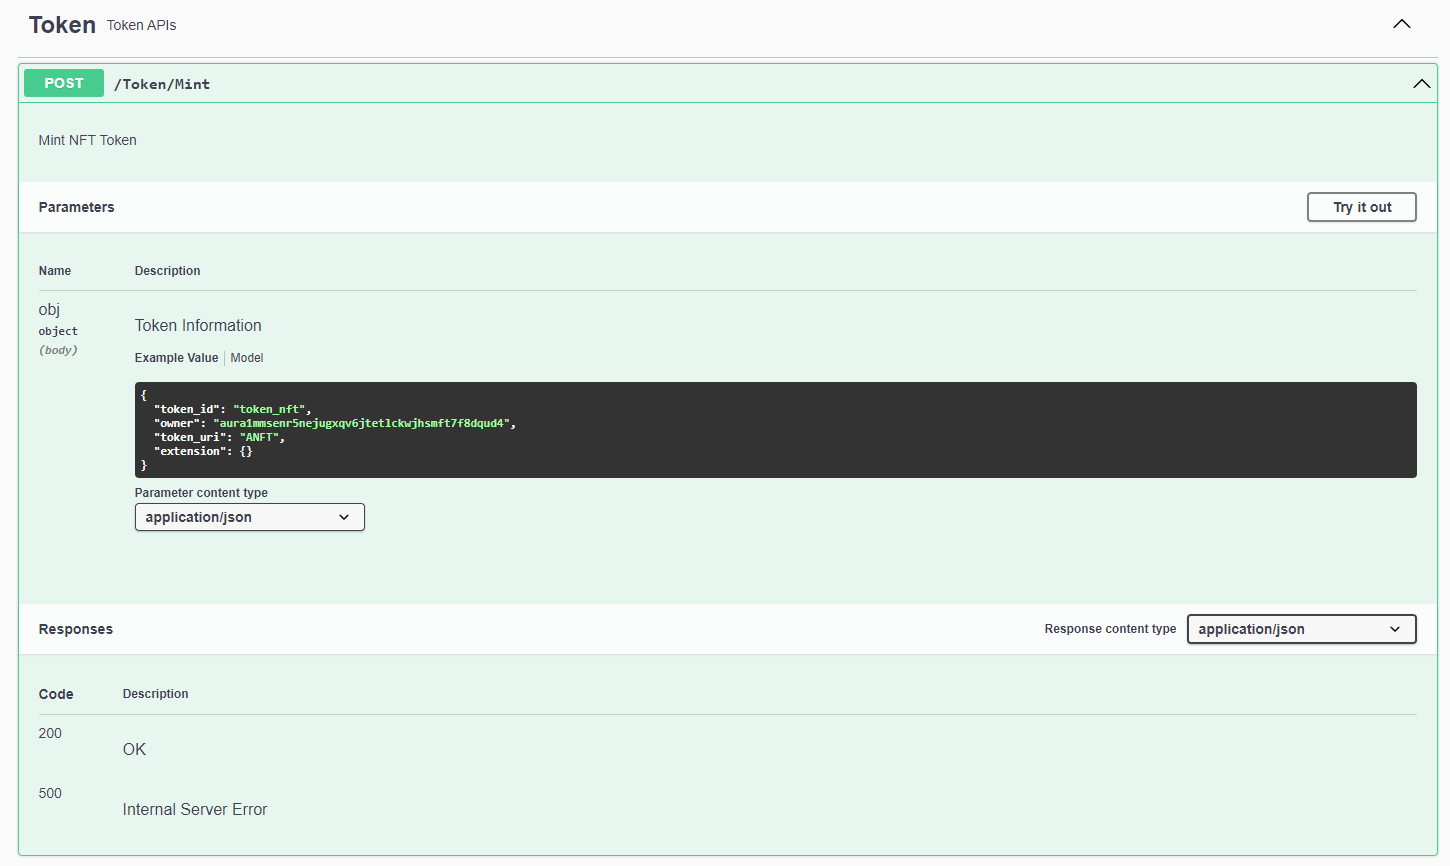 Token Token APIs
POST /Token/Mint
Mint NFT Token
Parameters Try it out
Name Description
obj
object
(body)
Token Information
Example Value Model
{
"token_id": "token_nft",
"owner": "aura1mmsenr5nejugxqv6jtetlckwjhsmft7f8dqud4",
"token_uri": "ANFT",
"extension": {}
}
Parameter content type
application/json
Responses Response content type application/json
Code Description
200
OK
500
Internal Server Error